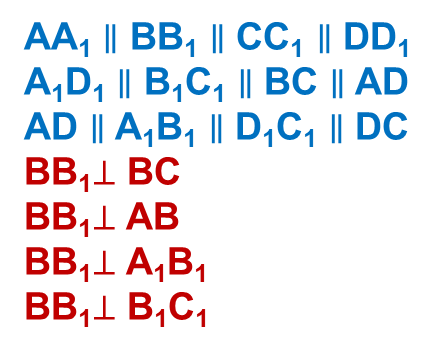 AA₁ ∥ BB₁ ∥ CC₁ ∥ DD₁
A₁D₁ ∥ B₁C₁ ∥ BC ∥ AD
AD ∥ A₁B₁ ∥ D₁C₁ ∥ DC
BB₁⊥ BC
BB₁⊥ AB
BB₁⊥ A₁B₁
BB₁⊥ B₁C₁